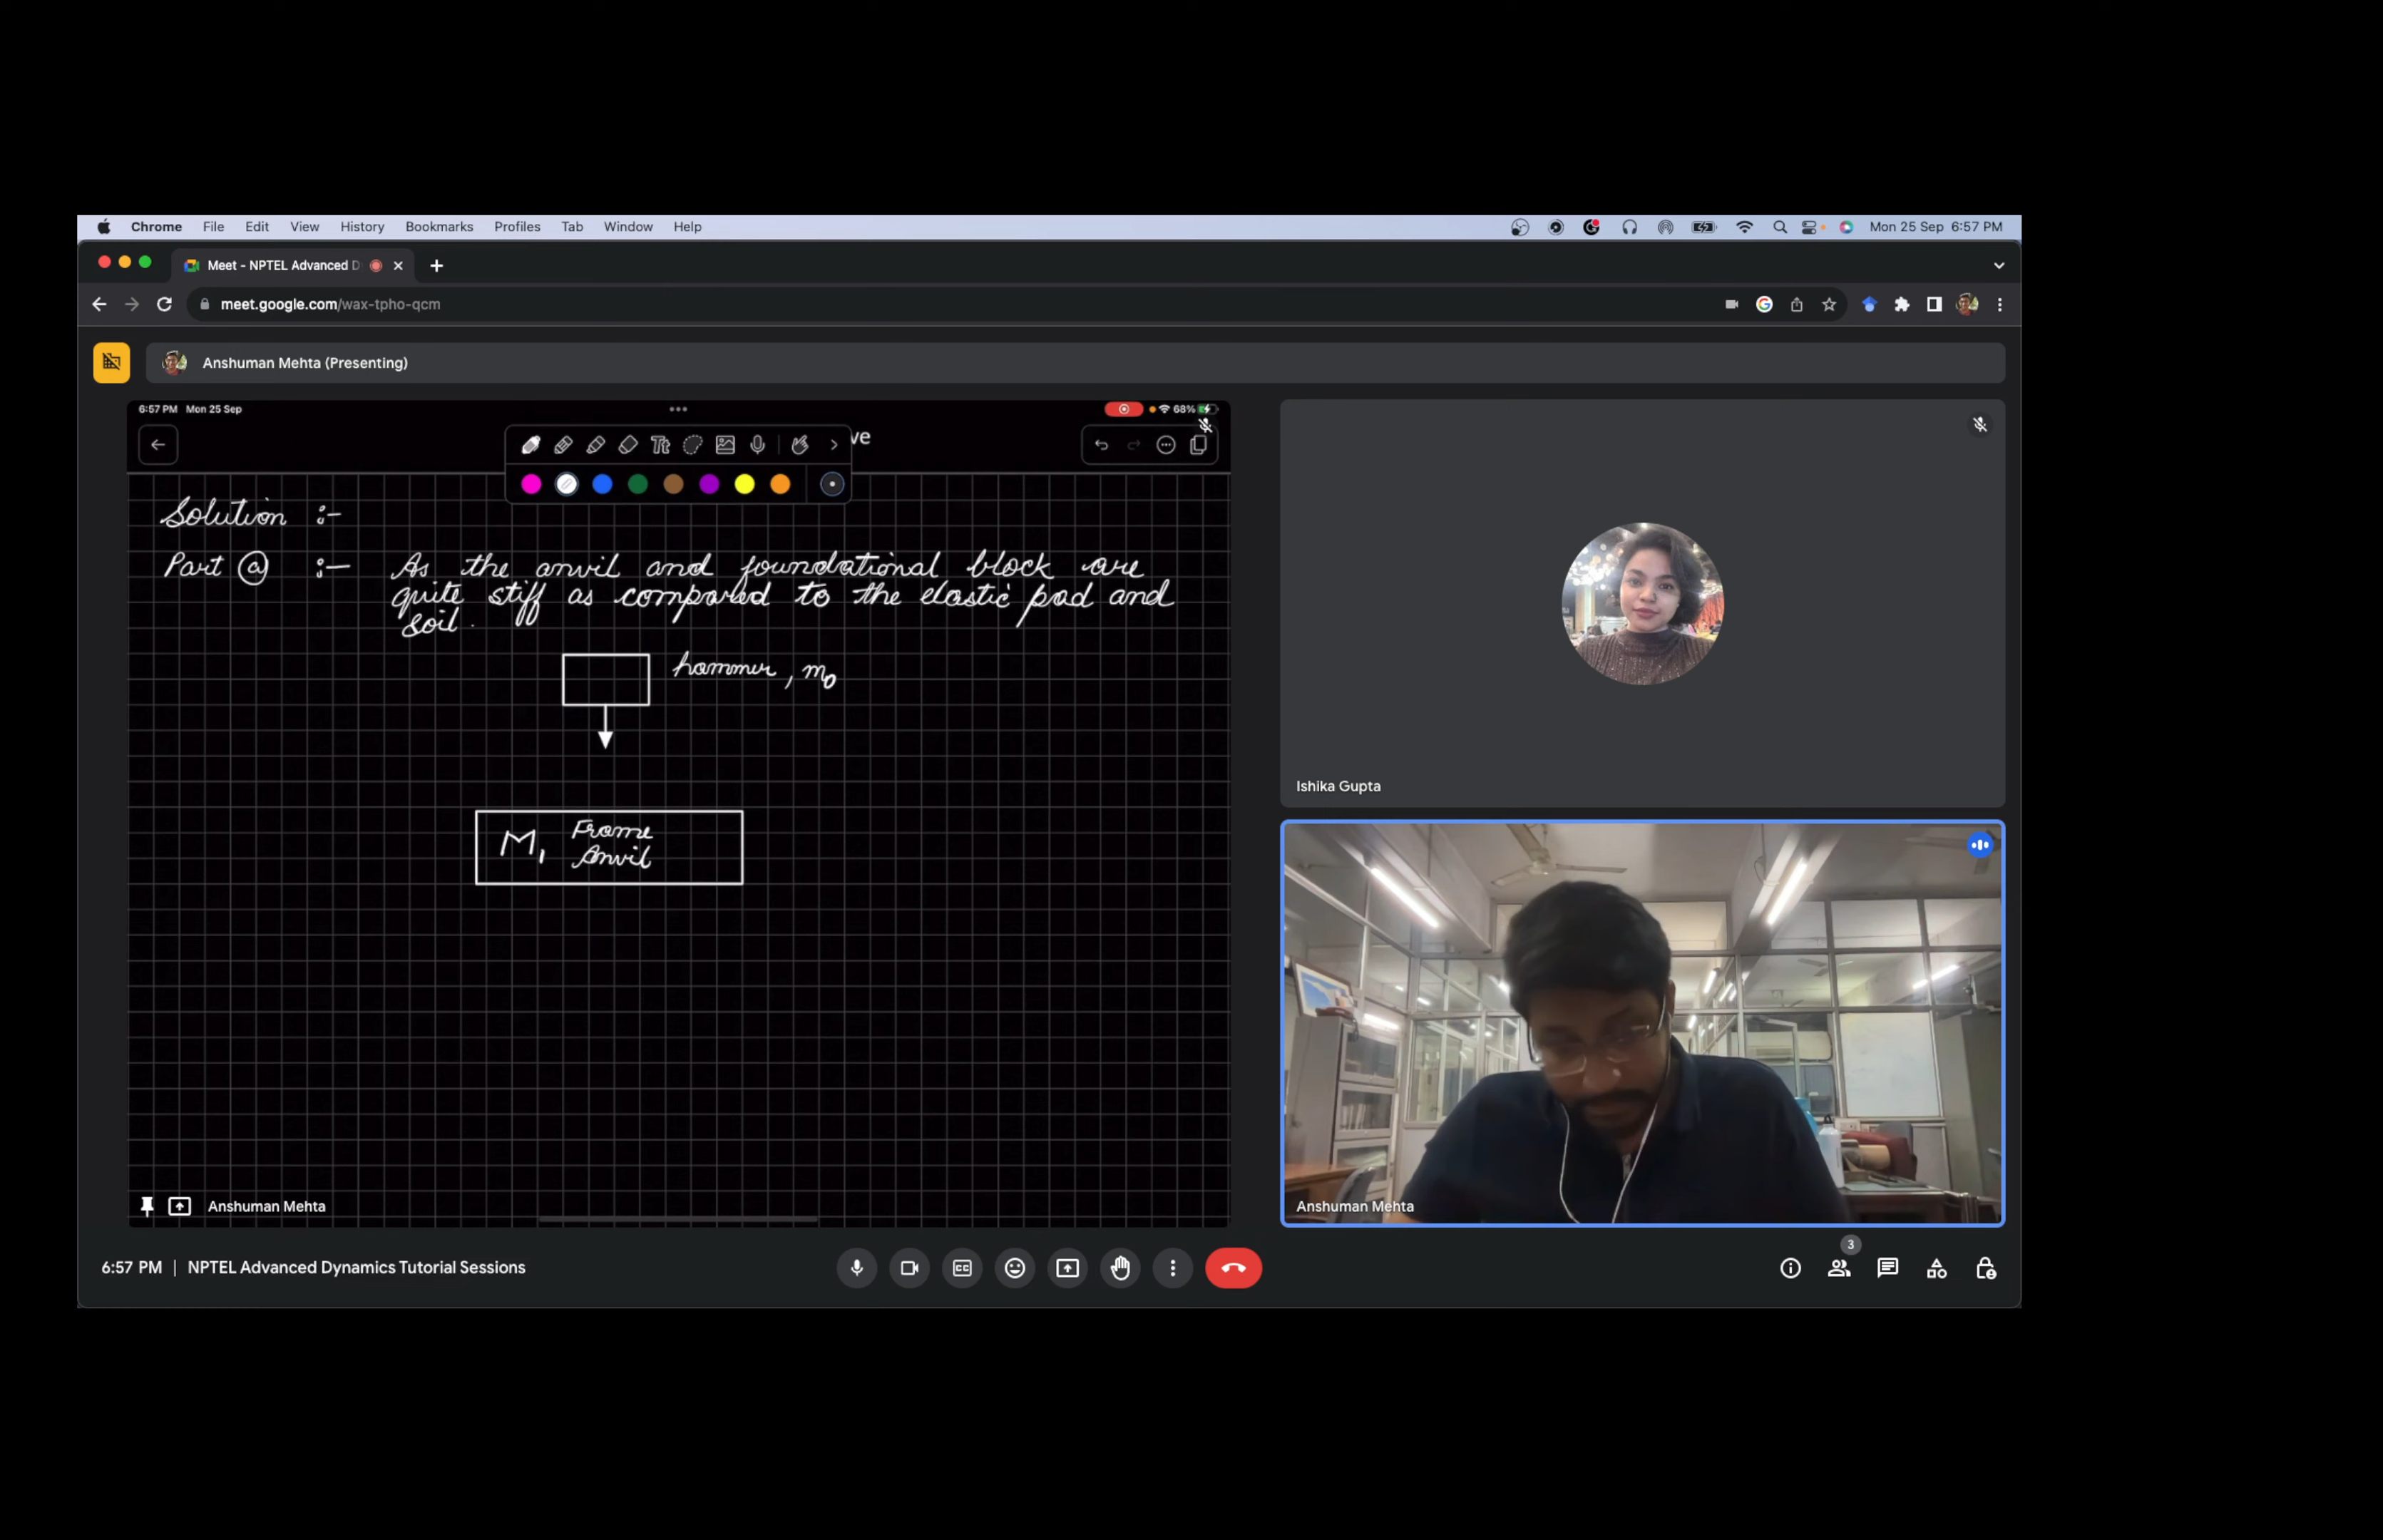 Chrome File Edit View History Bookmarks Profiles Tab Window Help Mon 25 Sep 6:57 PM
Meet - NPTEL Advanced D
meet.google.com/wax-tpho-qcm
Anshuman Mehta (Presenting)
6:57 PM Mon 25 Sep 68%
ve
Solution :-
Part (a) :- As the anvil and foundational block are
quite stiff as compared to the elastic pad and
soil.
hammer, m0
M1 Frame
Anvil
Anshuman Mehta
Ishika Gupta
Anshuman Mehta
6:57 PM | NPTEL Advanced Dynamics Tutorial Sessions
3